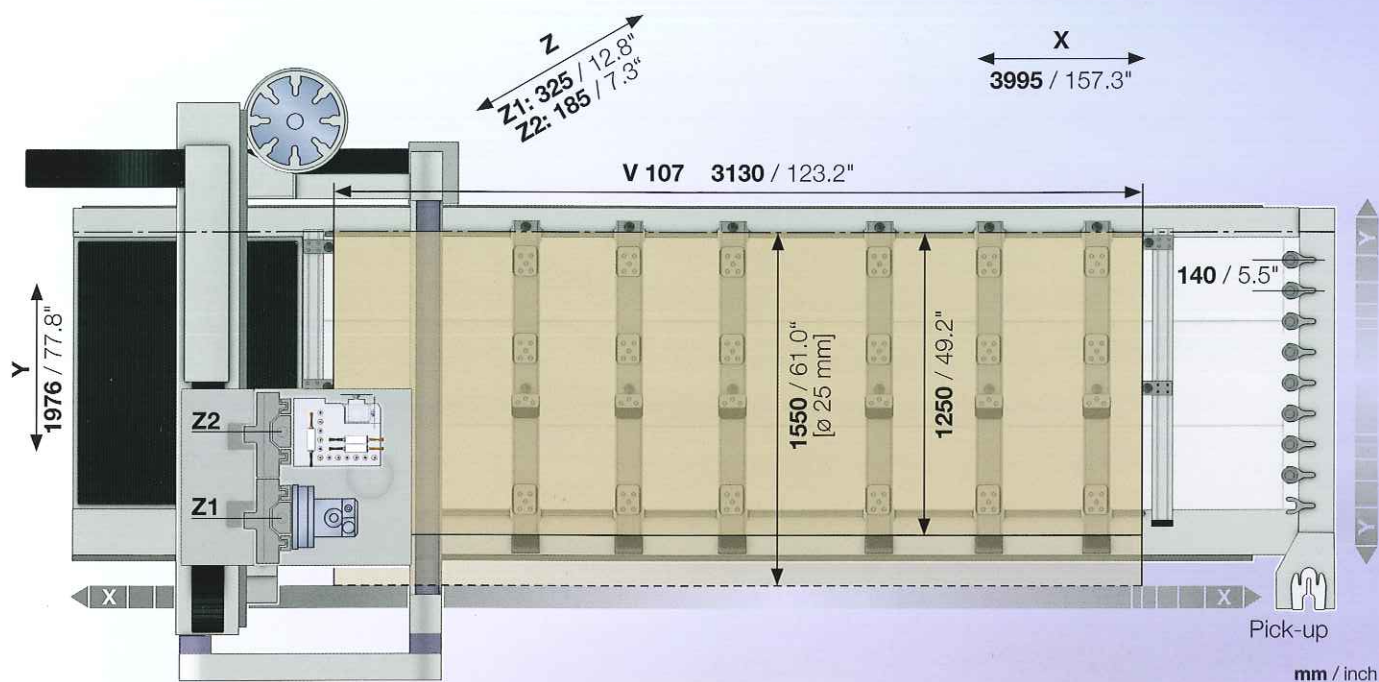 Z
Z1: 325 / 12.8"
Z2: 185 / 7.3“
X
3995 / 157.3"
V 107 3130 / 123.2"
Y
1976 / 77.8"
140 / 5.5"
1550 / 61.0“
[ø 25 mm]
1250 / 49.2"
Y
Z2
Z1
Y
X
X
Pick-up
mm / inch